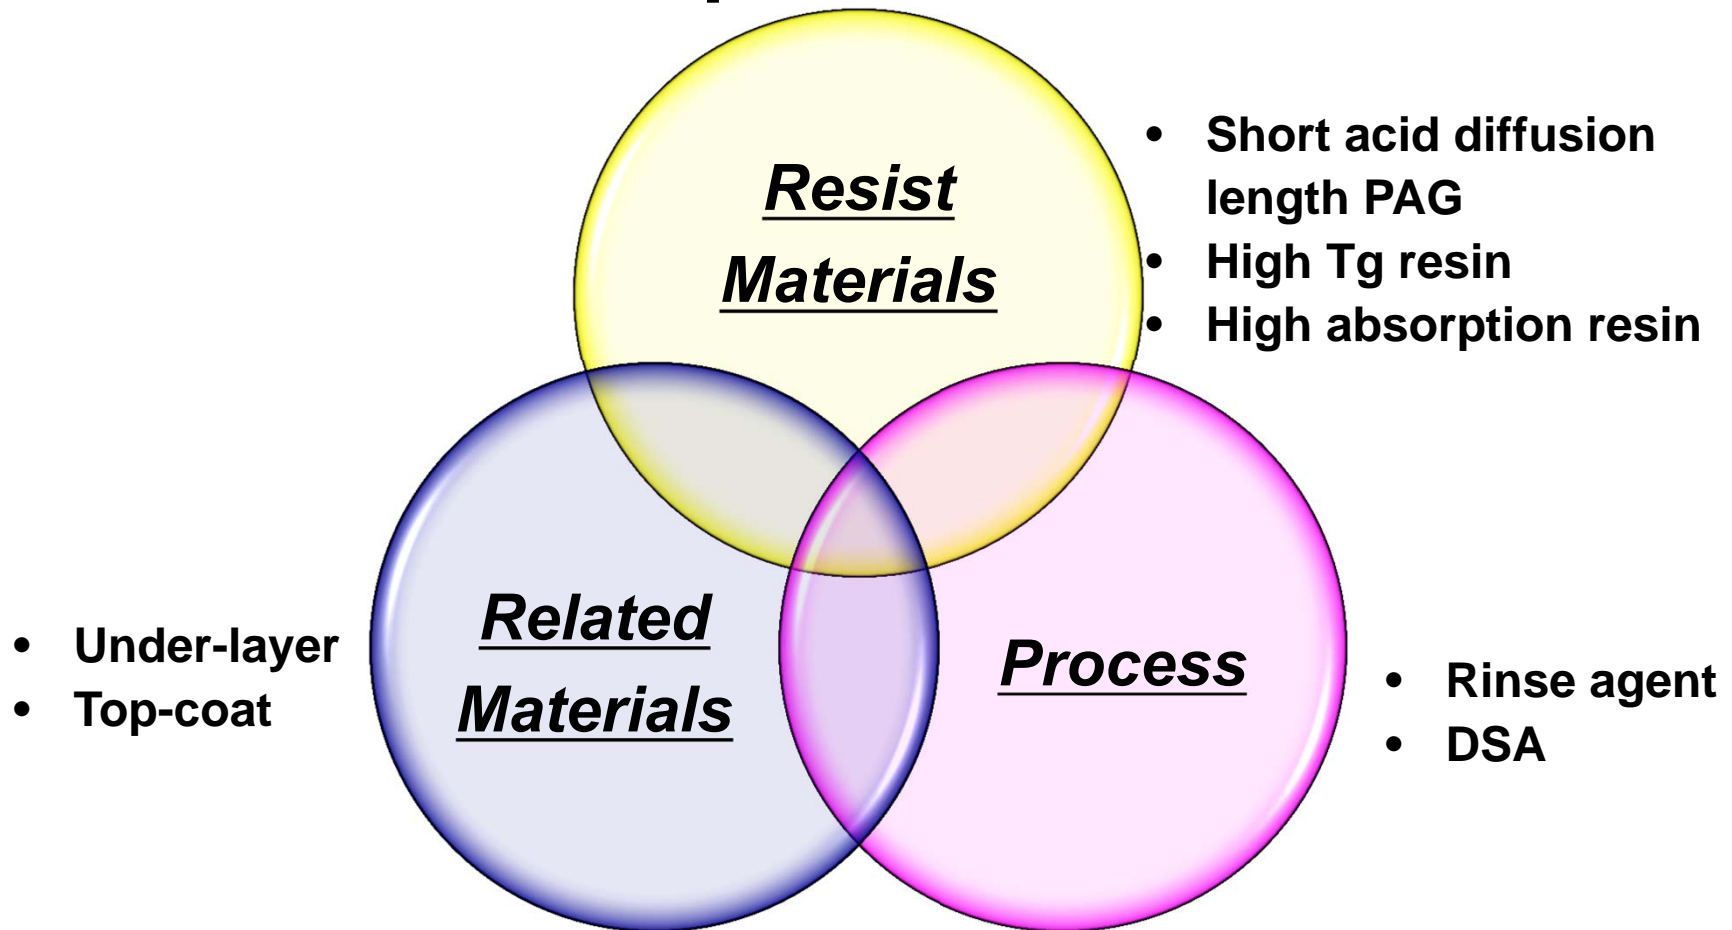 Resist
Materials
• Short acid diffusion
length PAG
• High Tg resin
• High absorption resin
Related
Materials
• Under-layer
• Top-coat
Process
• Rinse agent
• DSA